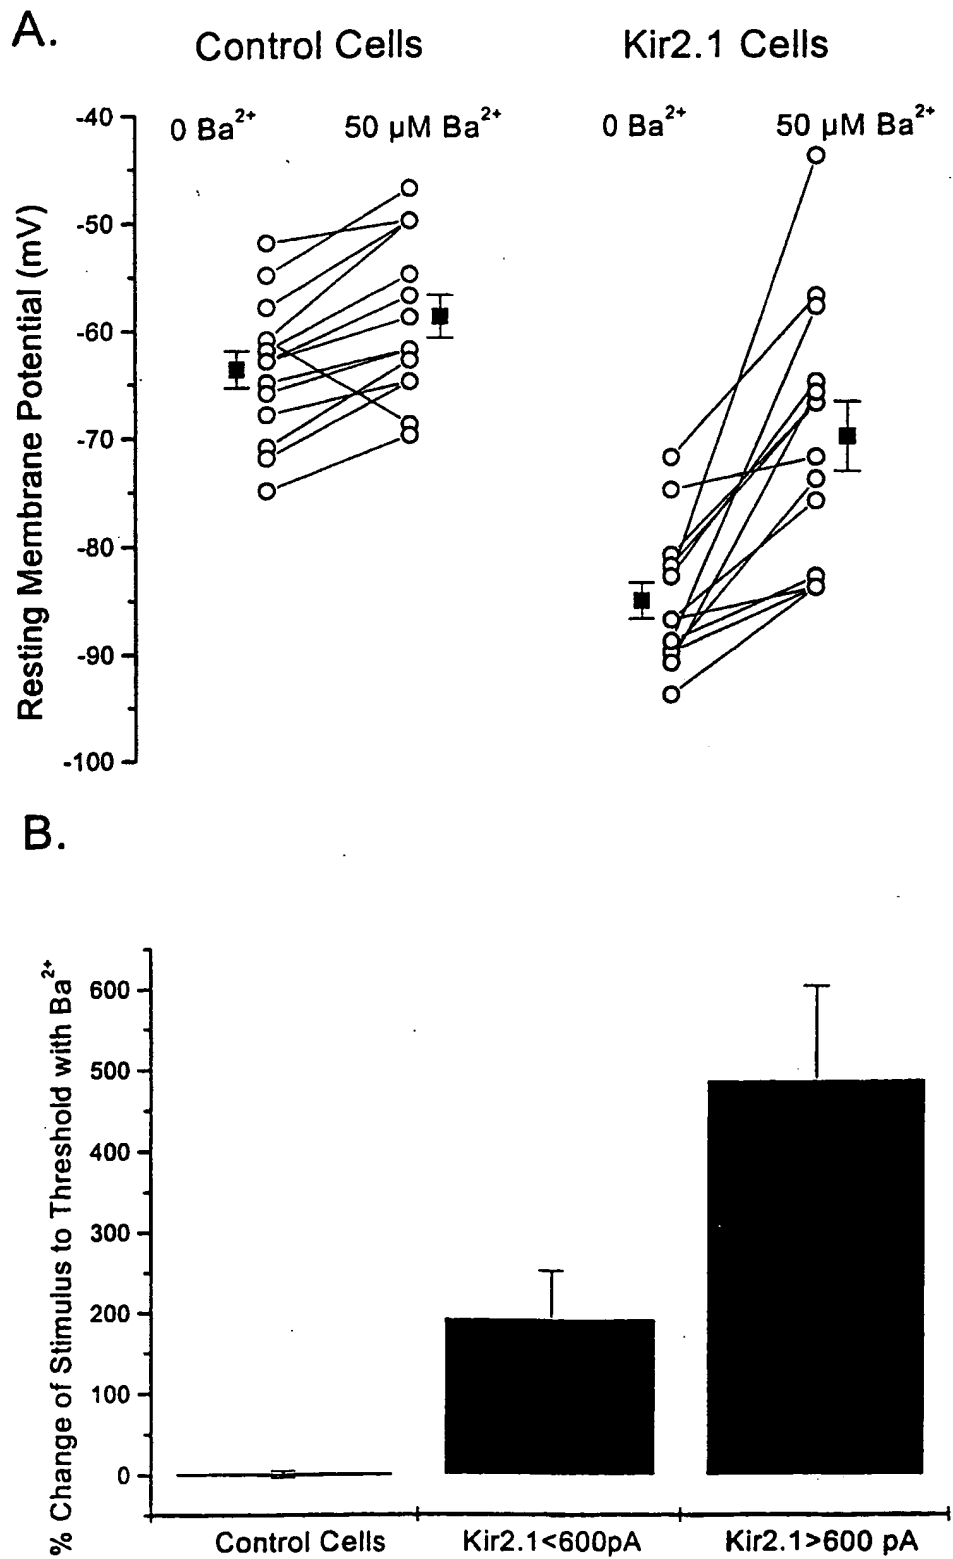 A.
Control Cells Kir2.1 Cells
0 Ba²⁺ 50 µM Ba²⁺ 0 Ba²⁺ 50 µM Ba²⁺
Resting Membrane Potential (mV)
-40
-50
-60
-70
-80
-90
-100
B.
% Change of Stimulus to Threshold with Ba²⁺
600
500
400
300
200
100
0
Control Cells Kir2.1<600pA Kir2.1>600 pA